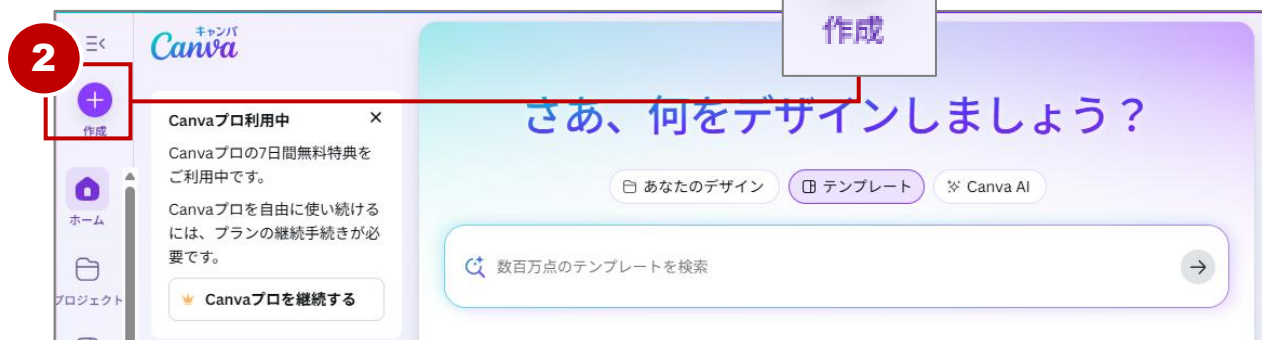 2
作成
ホーム
プロジェクト
キャンバ
Canva
Canvaプロ利用中
Canvaプロの7日間無料特典を
ご利用中です。
Canvaプロを自由に使い続ける
には、プランの継続手続きが必
要です。
Canvaプロを継続する
作成
さあ、何をデザインしましょう？
あなたのデザイン
テンプレート
Canva AI
数百万点のテンプレートを検索